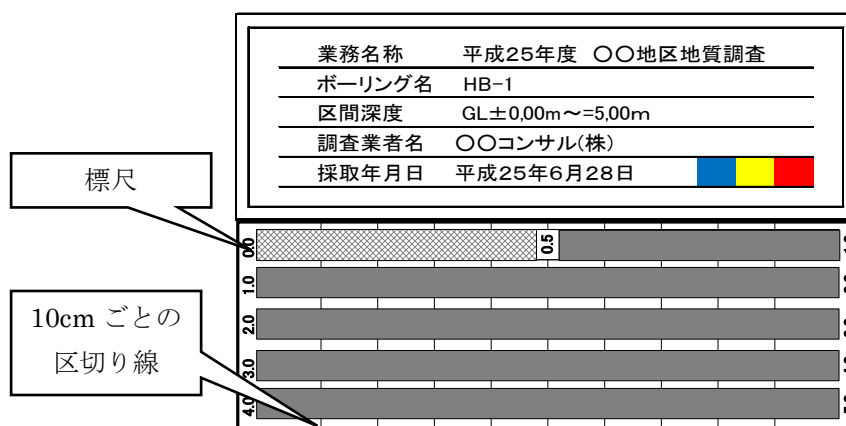 業務名称 平成25年度 〇〇地区地質調査
ボーリング名 HB-1
区間深度 GL±0,00m～=5,00m
調査業者名 〇〇コンサル(株)
採取年月日 平成25年6月28日
標尺
0.0 0.5
1.0
2.0
10cm ごとの
区切り線
3.0
4.0